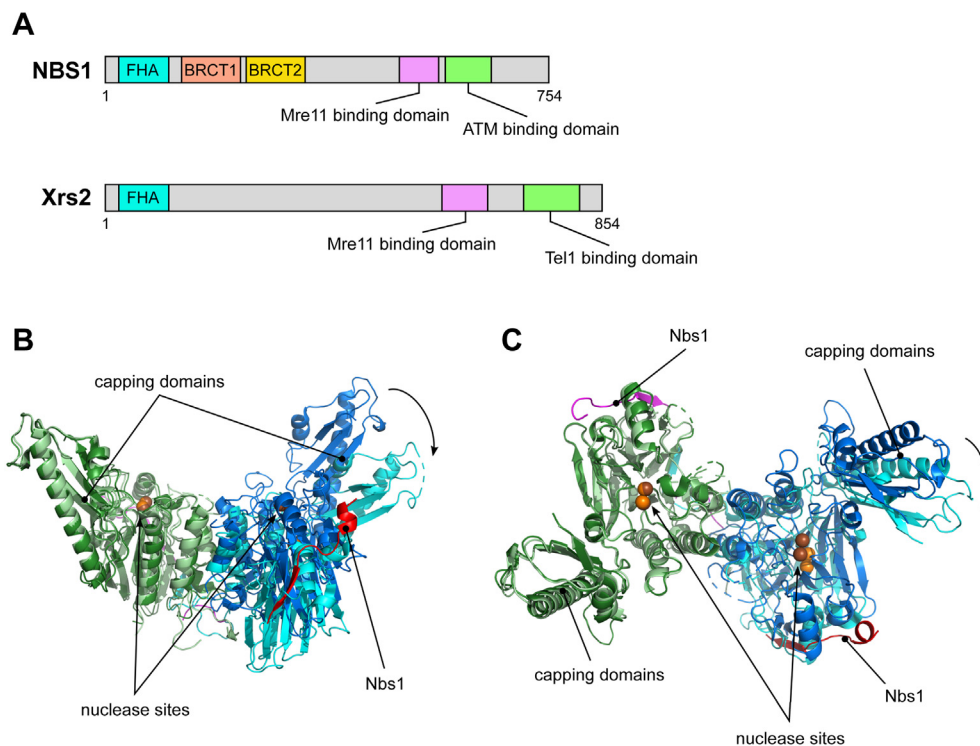 A
NBS1
FHA
BRCT1
BRCT2
1
754
Mre11 binding domain
ATM binding domain
Xrs2
FHA
1
854
Mre11 binding domain
Tel1 binding domain
B
capping domains
nuclease sites
Nbs1
C
Nbs1
capping domains
capping domains
Nbs1
nuclease sites